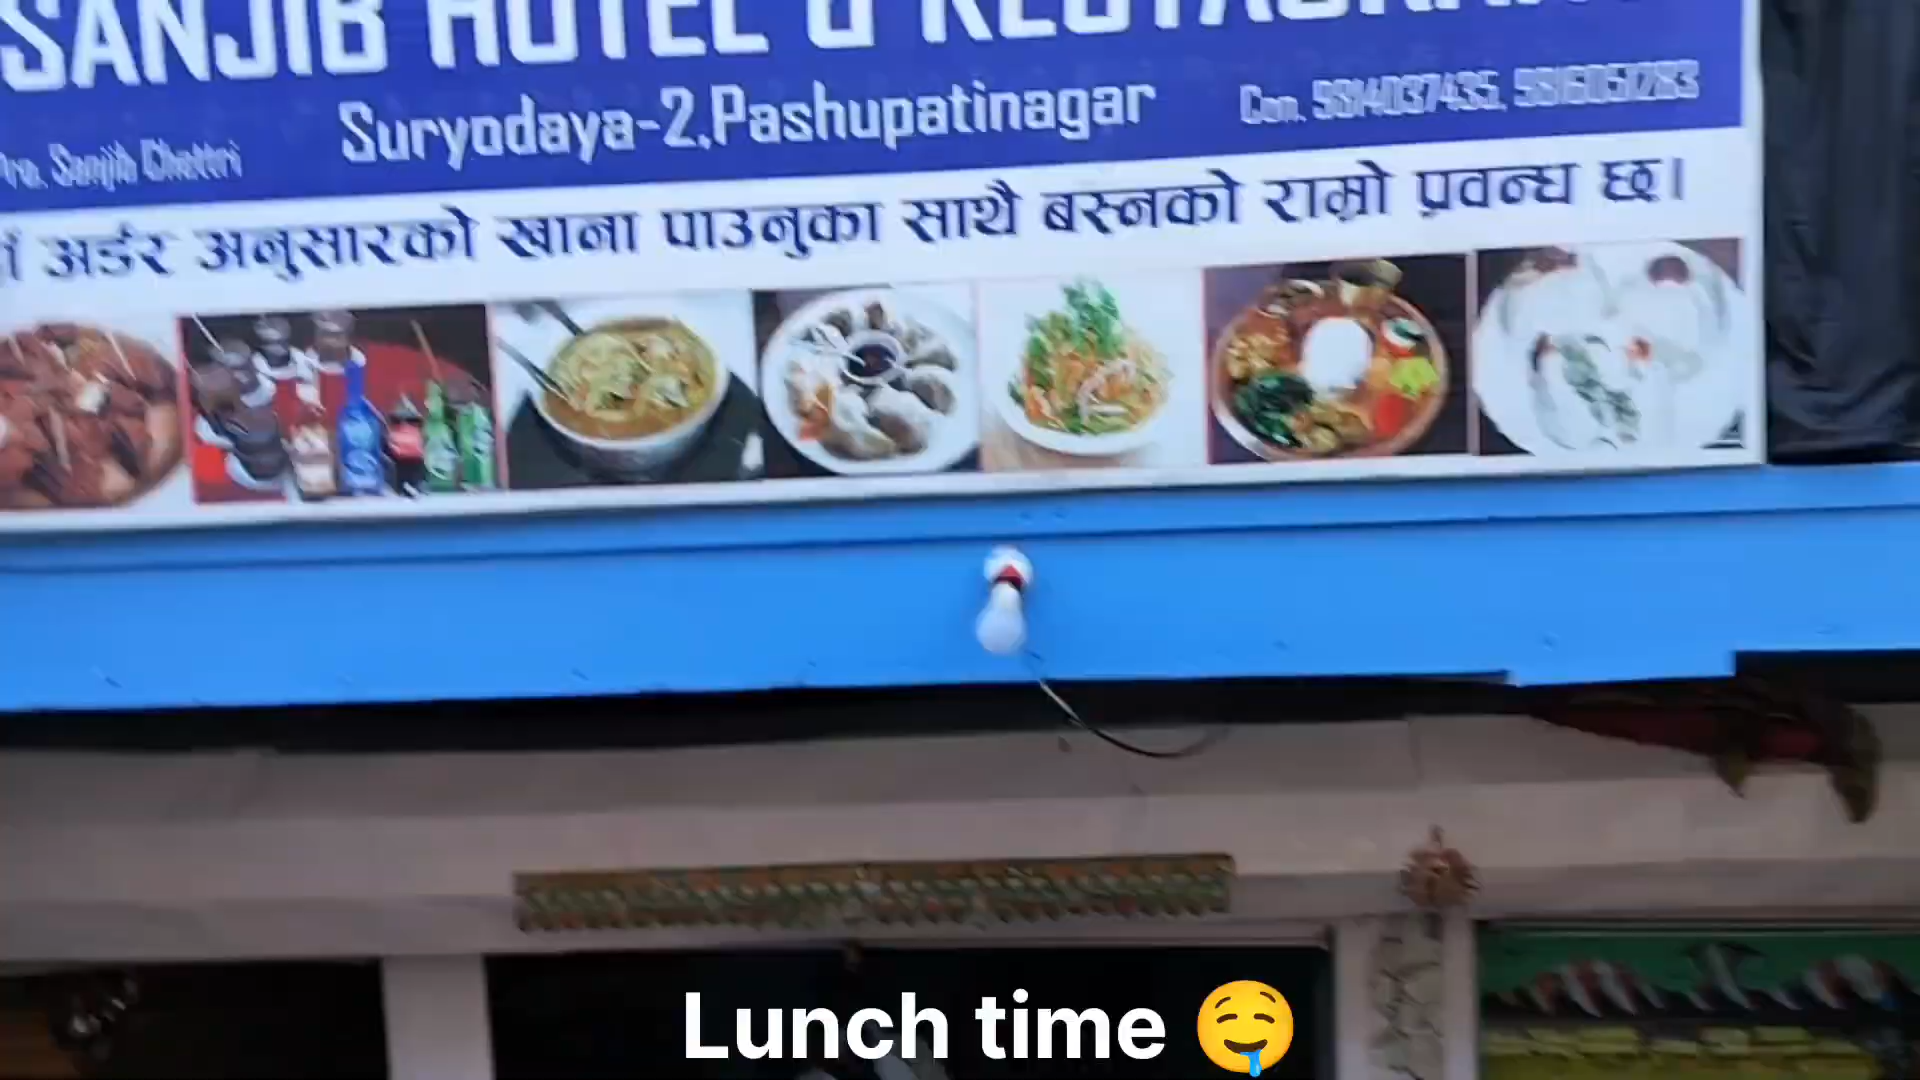 SANJIB HOTEL & RESTAURANT
Suryodaya-2,Pashupatinagar
Con. 9814037435, 9816051283
Pro. Sanjib Chettri
अर्डर अनुसारको खाना पाउनुका साथै बस्नको राम्रो प्रवन्ध छ।
Lunch time 🤤